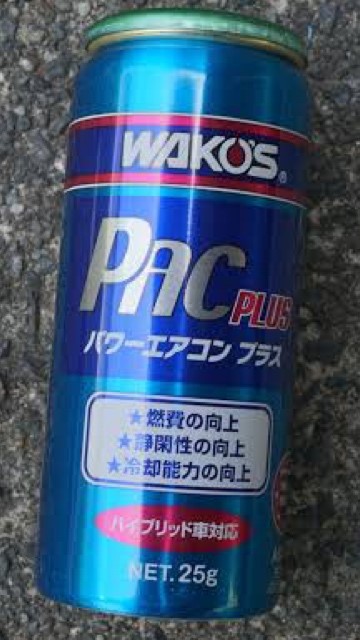 WAKO'S®
PAC PLUS
パワーエアコン プラス
★燃費の向上
★静閑性の向上
★冷却能力の向上
ハイブリッド車対応
NET. 25g